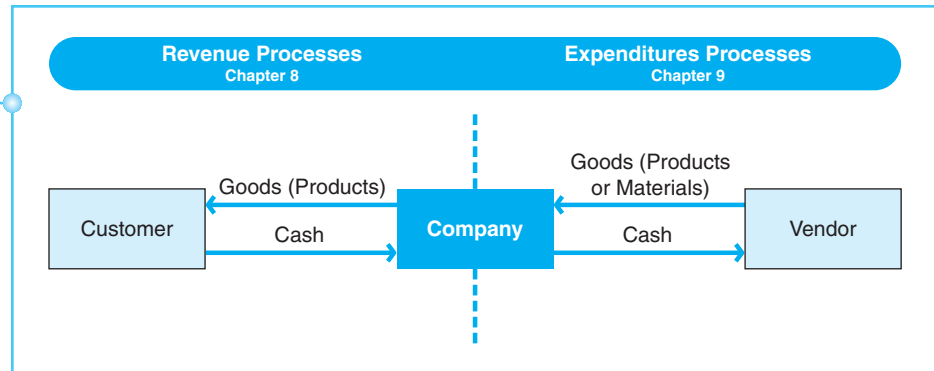 Revenue Processes
Chapter 8
Expenditures Processes
Chapter 9
Goods (Products)
Goods (Products
or Materials)
Customer
Company
Vendor
Cash
Cash